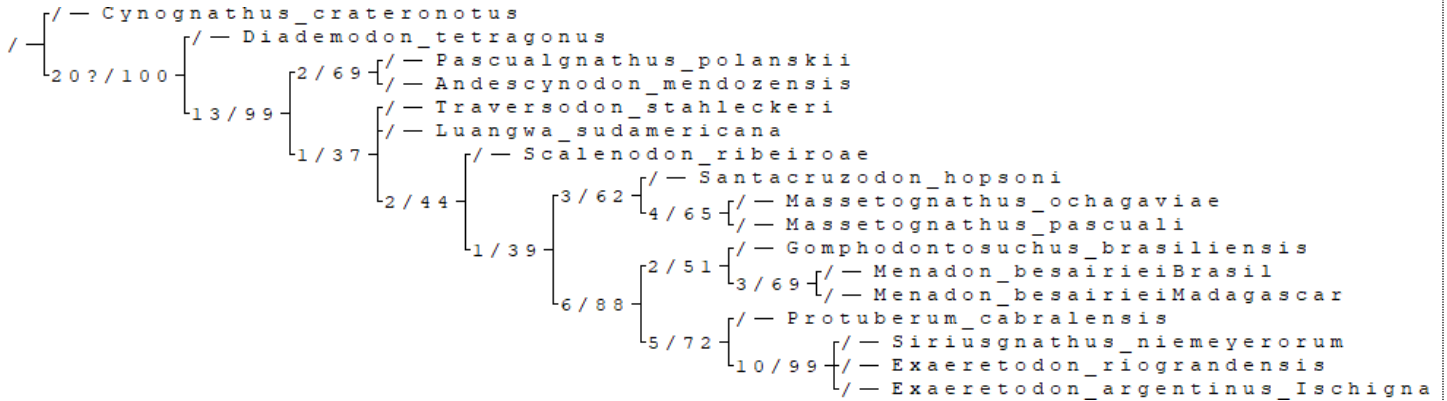 / — Cynognathus_crateronotus
/ — Diademodon_tetragonus
20?/100
2/69 / — Pascualgnathus_polanskii
/ — Andescynodon_mendozensis
13/99 / — Traversodon_stahleckeri
/ — Luangwa_sudamericana
1/37 / — Scalenodon_ribeiroae
/ — Santacruzodon_hopsoni
2/44 3/62 / — Massetognathus_ochagaviae
4/65 / — Massetognathus_pascuali
1/39 / — Gomphodontosuchus_brasiliensis
2/51 / — Menadon_besairieiBrasil
3/69 / — Menadon_besairieiMadagascar
6/88 / — Protuberum_cabralensis
5/72 / — Siriusgnathus_niemeyerorum
10/99 / — Exaeretodon_riograndensis
/ — Exaeretodon_argentinus_Ischigna